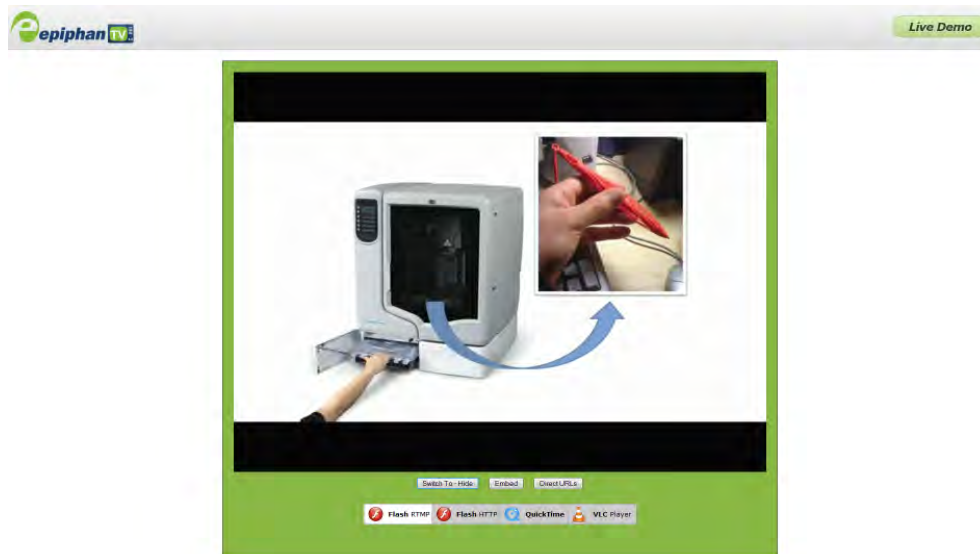 epiphan TV
Live Demo
Switch To - Hide
Embed
Direct URLs
Flash RTMP
Flash HTTP
QuickTime
VLC Player